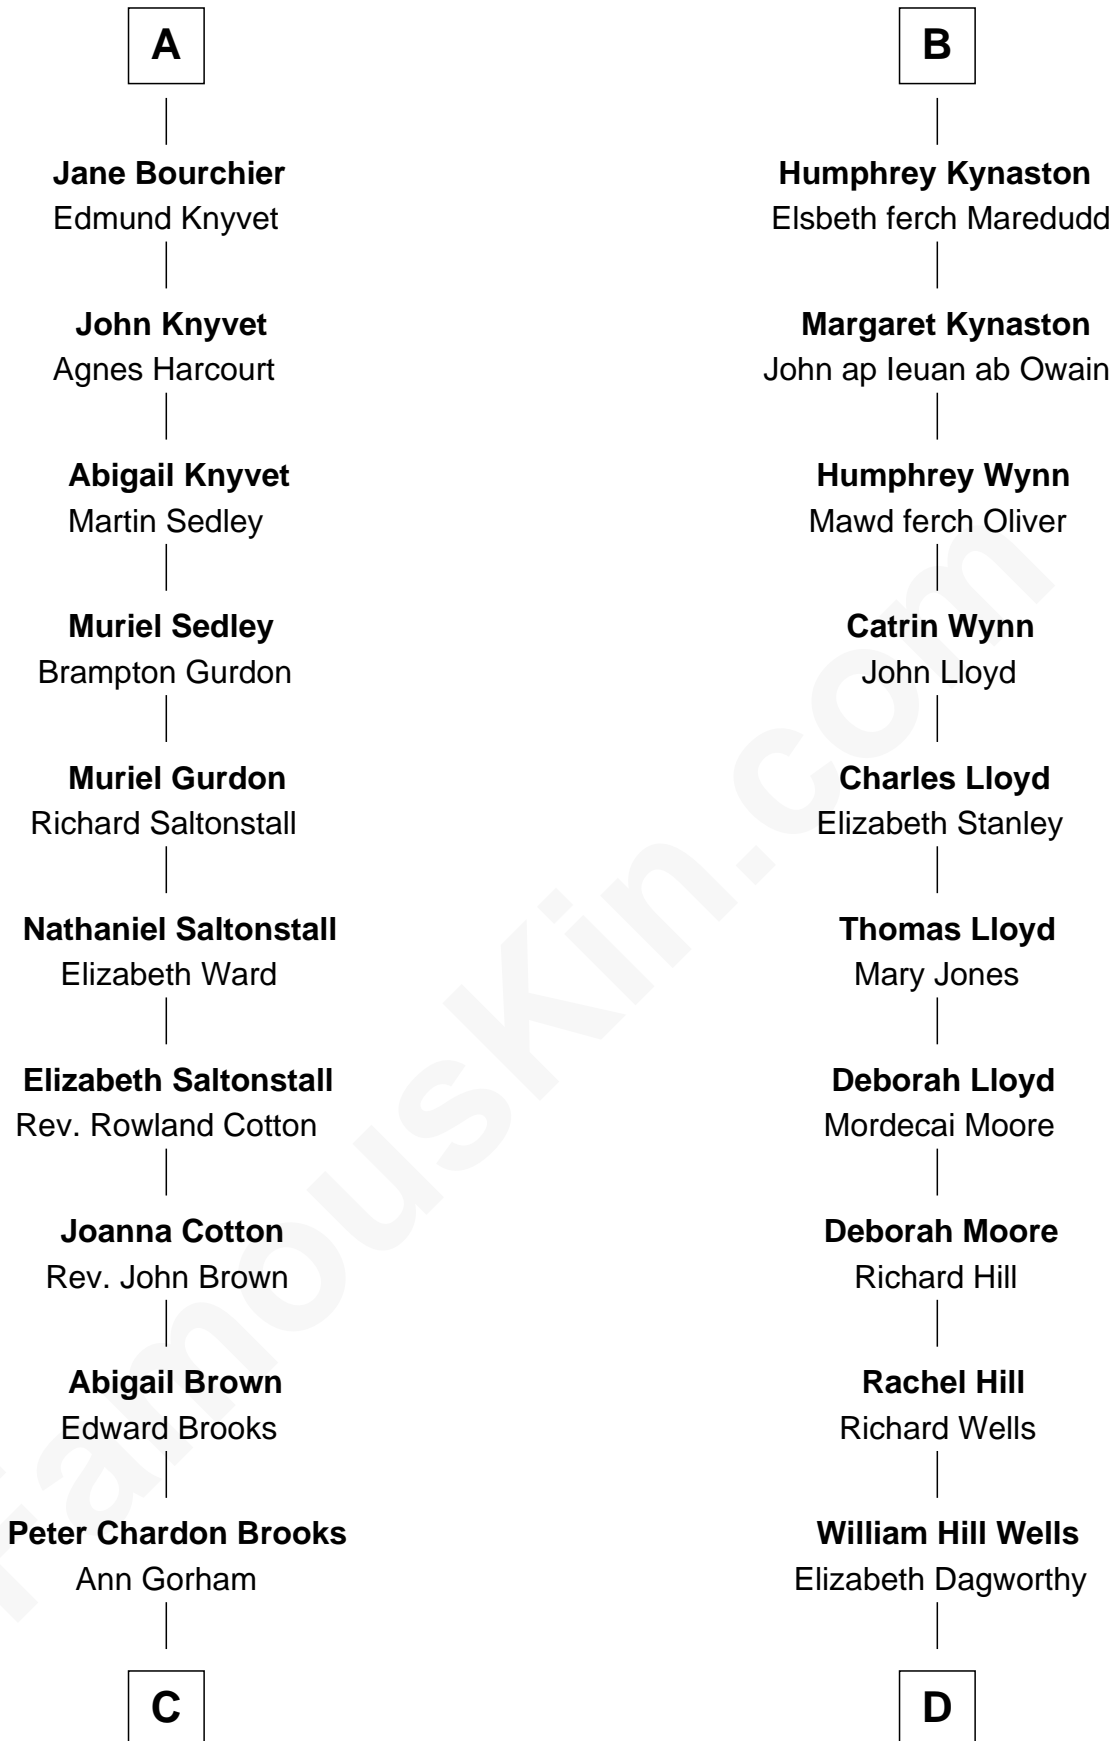 A
Jane Bourchier
Edmund Knyvet
John Knyvet
Agnes Harcourt
Abigail Knyvet
Martin Sedley
Muriel Sedley
Brampton Gurdon
Muriel Gurdon
Richard Saltonstall
Nathaniel Saltonstall
Elizabeth Ward
Elizabeth Saltonstall
Rev. Rowland Cotton
Joanna Cotton
Rev. John Brown
Abigail Brown
Edward Brooks
Peter Chardon Brooks
Ann Gorham
C
B
Humphrey Kynaston
Elsbeth ferch Maredudd
Margaret Kynaston
John ap Ieuan ab Owain
Humphrey Wynn
Mawd ferch Oliver
Catrin Wynn
John Lloyd
Charles Lloyd
Elizabeth Stanley
Thomas Lloyd
Mary Jones
Deborah Lloyd
Mordecai Moore
Deborah Moore
Richard Hill
Rachel Hill
Richard Wells
William Hill Wells
Elizabeth Dagworthy
D
FamousKin.com